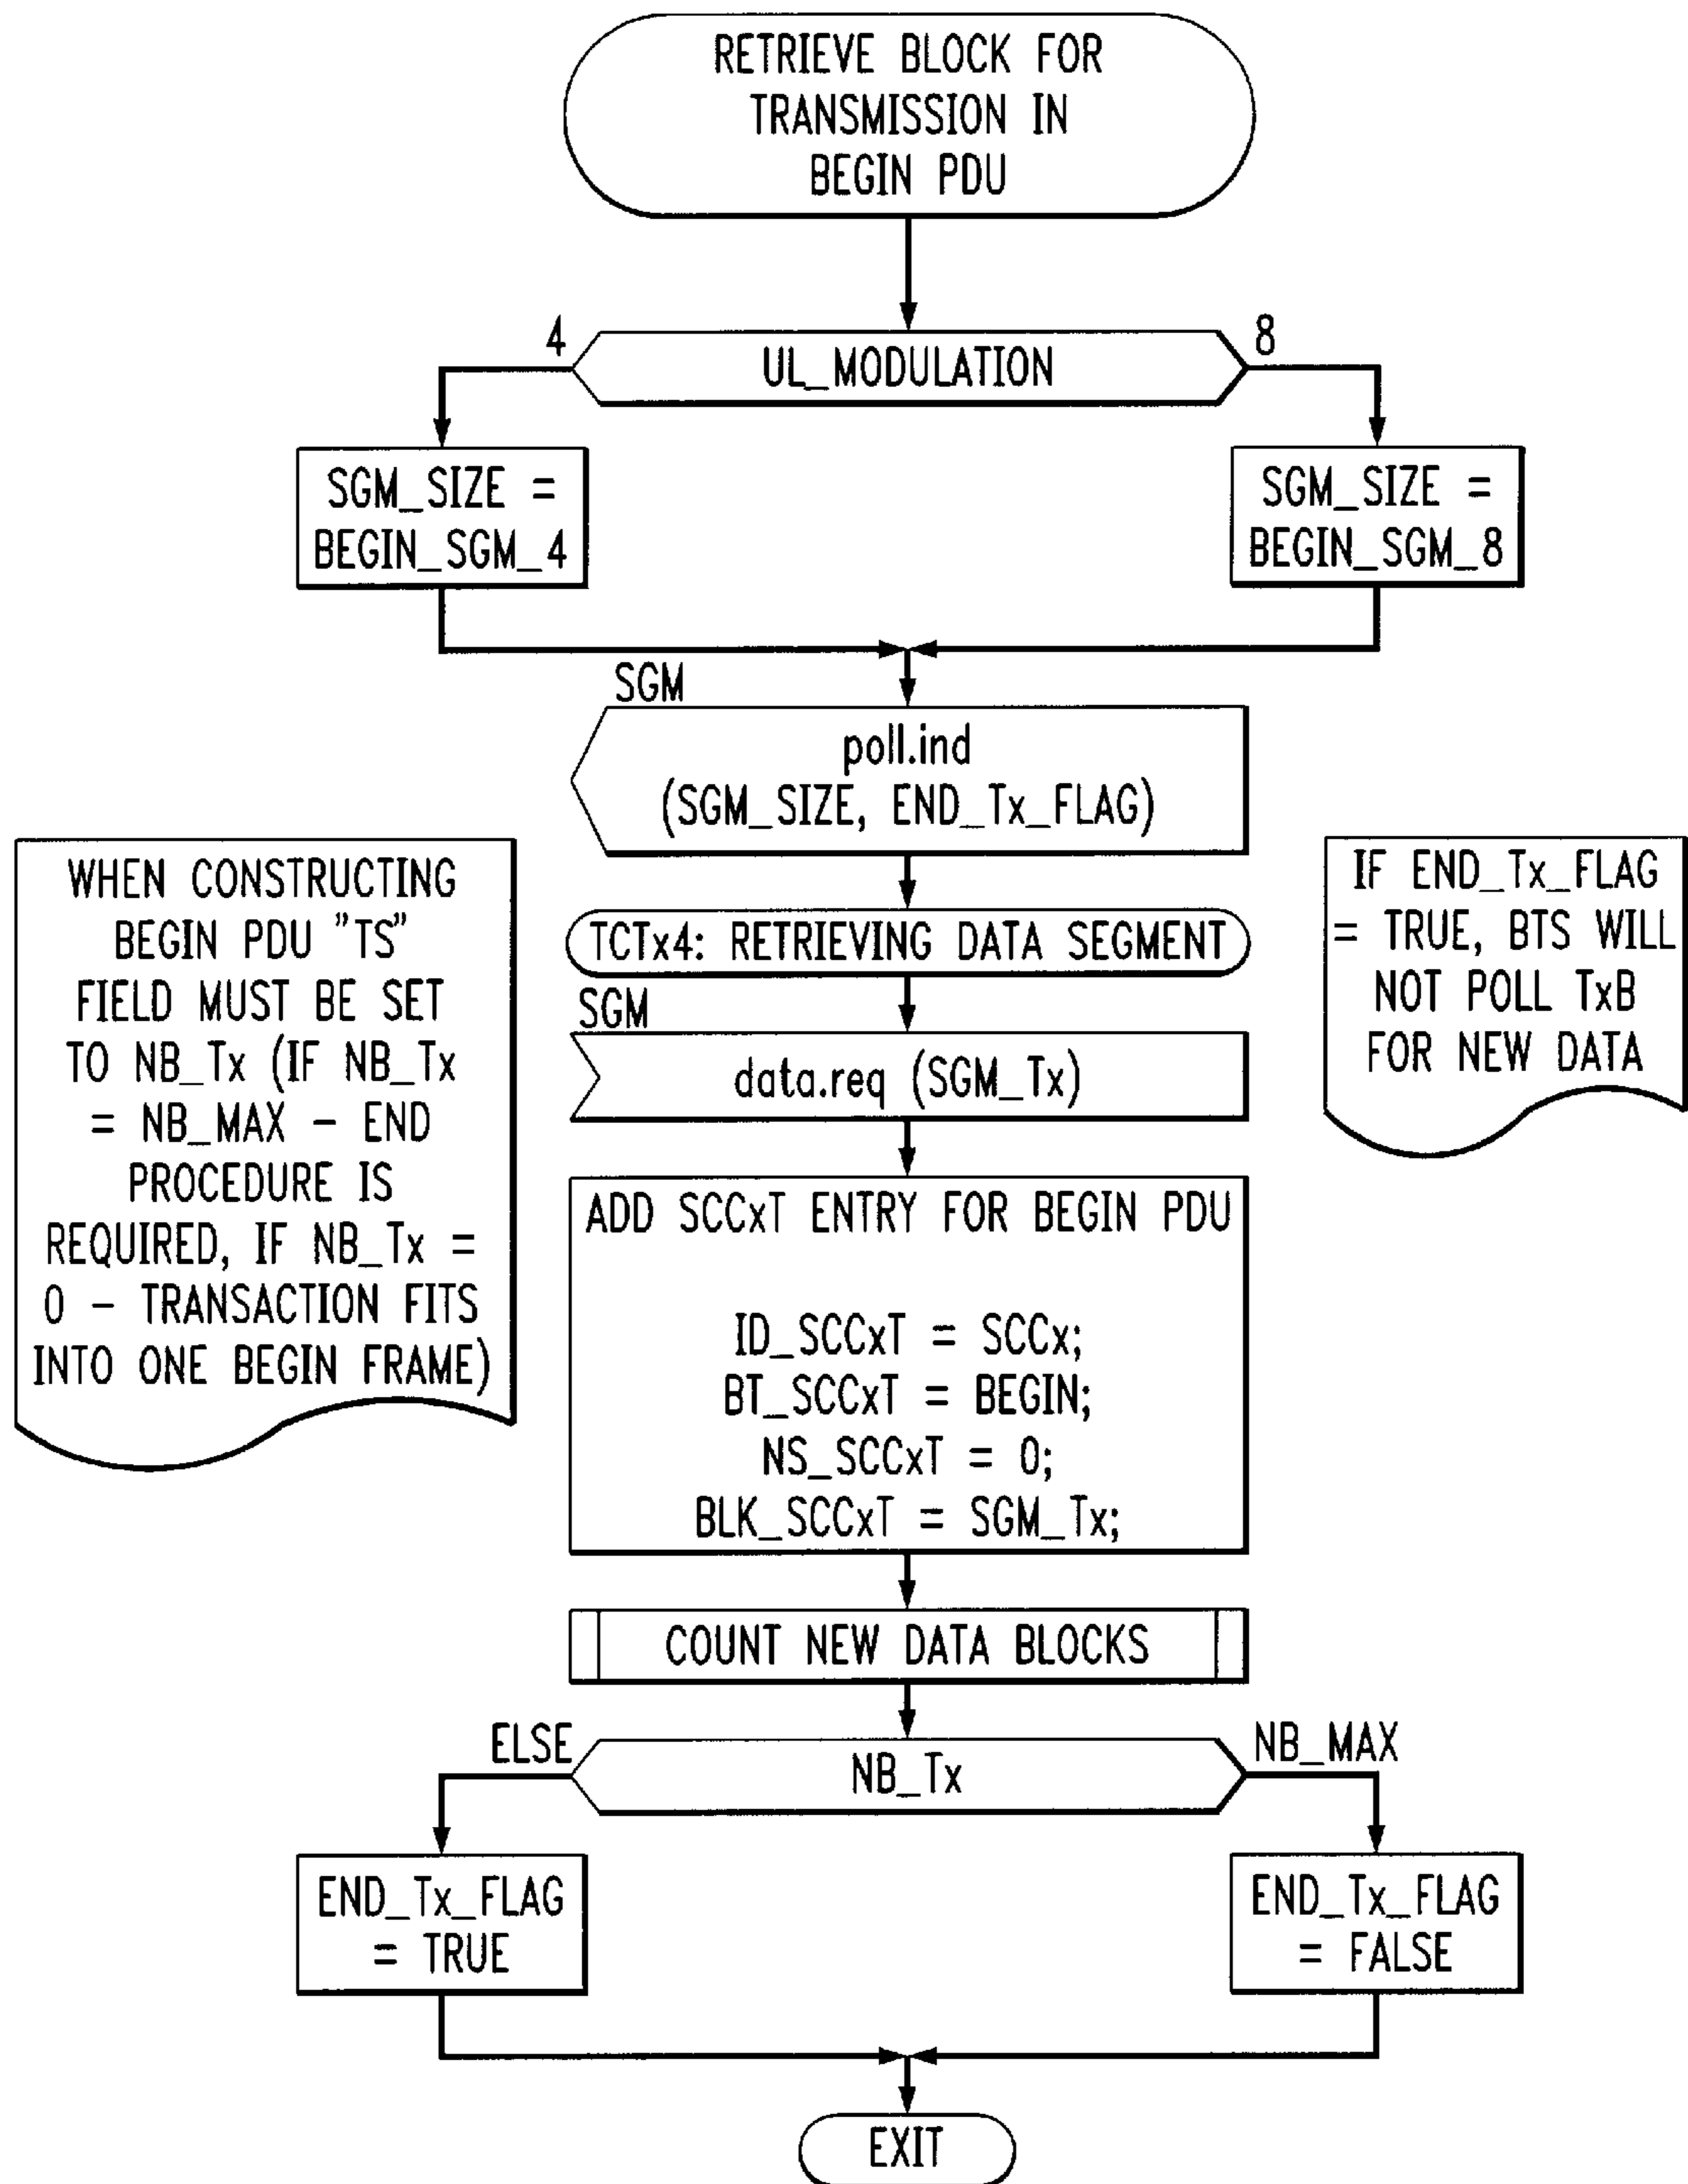 RETRIEVE BLOCK FOR
TRANSMISSION IN
BEGIN PDU
4
UL_MODULATION
8
SGM_SIZE =
BEGIN_SGM_4
SGM_SIZE =
BEGIN_SGM_8
SGM
poll.ind
(SGM_SIZE, END_Tx_FLAG)
WHEN CONSTRUCTING
BEGIN PDU "TS"
FIELD MUST BE SET
TO NB_Tx (IF NB_Tx
= NB_MAX – END
PROCEDURE IS
REQUIRED, IF NB_Tx =
0 – TRANSACTION FITS
INTO ONE BEGIN FRAME)
TCTx4: RETRIEVING DATA SEGMENT
IF END_Tx_FLAG
= TRUE, BTS WILL
NOT POLL TxB
FOR NEW DATA
SGM
data.req (SGM_Tx)
ADD SCCxT ENTRY FOR BEGIN PDU
ID_SCCxT = SCCx;
BT_SCCxT = BEGIN;
NS_SCCxT = 0;
BLK_SCCxT = SGM_Tx;
COUNT NEW DATA BLOCKS
ELSE
NB_Tx
NB_MAX
END_Tx_FLAG
= TRUE
END_Tx_FLAG
= FALSE
EXIT